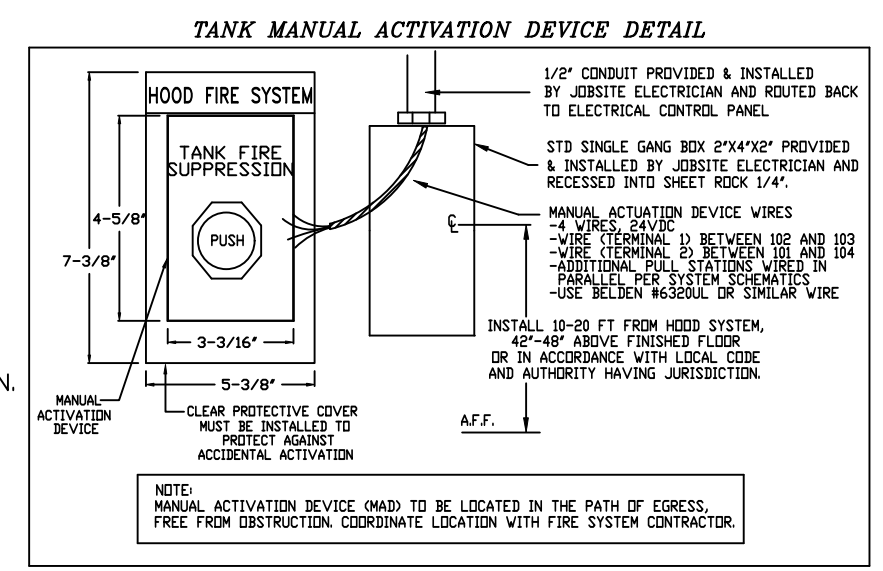 TANK MANUAL ACTIVATION DEVICE DETAIL
HOOD FIRE SYSTEM
TANK FIRE
SUPPRESSION
PUSH
4-5/8"
7-3/8"
3-3/16"
5-3/8"
N.
MANUAL
ACTIVATION
DEVICE
CLEAR PROTECTIVE COVER
MUST BE INSTALLED TO
PROTECT AGAINST
ACCIDENTAL ACTIVATION
1/2" CONDUIT PROVIDED & INSTALLED
BY JOBSITE ELECTRICIAN AND ROUTED BACK
TO ELECTRICAL CONTROL PANEL
STD SINGLE GANG BOX 2"X4"X2" PROVIDED
& INSTALLED BY JOBSITE ELECTRICIAN AND
RECESSED INTO SHEET ROCK 1/4".
MANUAL ACTUATION DEVICE WIRES
-4 WIRES, 24VDC
-WIRE (TERMINAL 1) BETWEEN 102 AND 103
-WIRE (TERMINAL 2) BETWEEN 101 AND 104
-ADDITIONAL PULL STATIONS WIRED IN
PARALLEL PER SYSTEM SCHEMATICS
-USE BELDEN #6320UL OR SIMILAR WIRE
℄
INSTALL 10-20 FT FROM HOOD SYSTEM,
42"-48" ABOVE FINISHED FLOOR
OR IN ACCORDANCE WITH LOCAL CODE
AND AUTHORITY HAVING JURISDICTION.
A.F.F.
NOTE:
MANUAL ACTIVATION DEVICE (MAD) TO BE LOCATED IN THE PATH OF EGRESS,
FREE FROM OBSTRUCTION. COORDINATE LOCATION WITH FIRE SYSTEM CONTRACTOR.